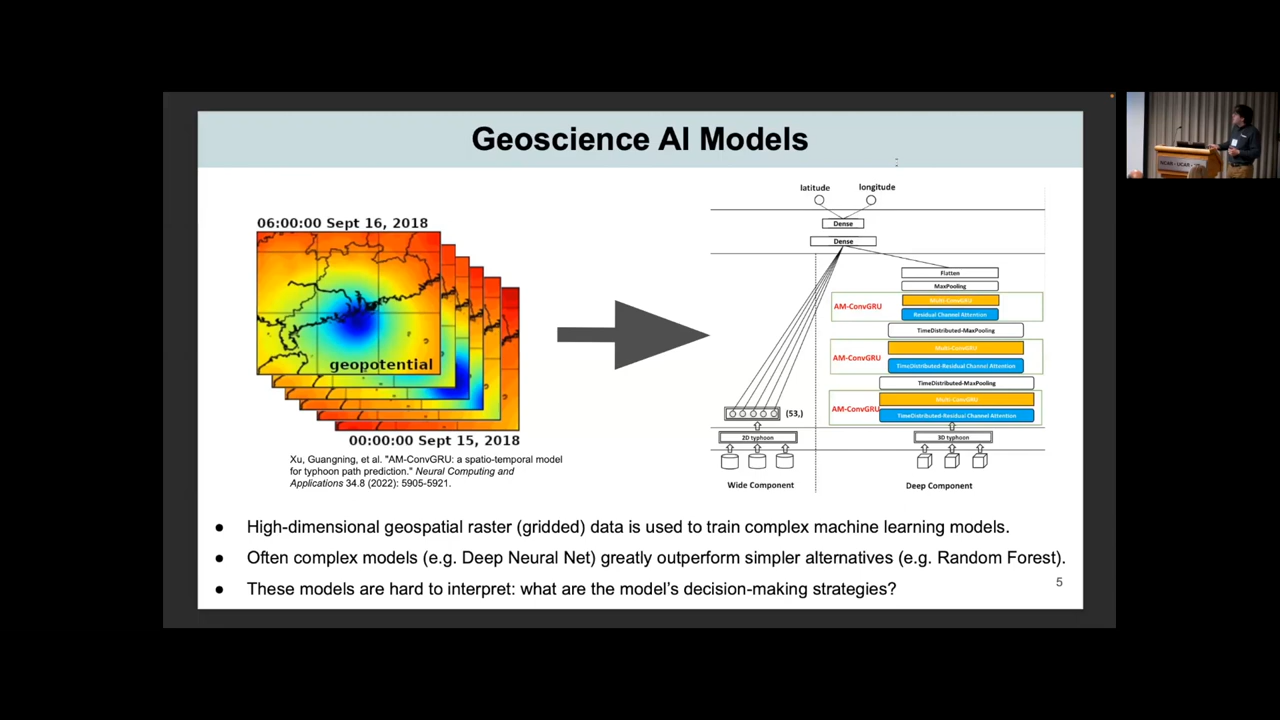 Geoscience AI Models
06:00:00 Sept 16, 2018
geopotential
00:00:00 Sept 15, 2018
Xu, Guangning, et al. "AM-ConvGRU: a spatio-temporal model
for typhoon path prediction." Neural Computing and
Applications 34.8 (2022): 5905-5921.
latitude
longitude
Dense
Dense
Flatten
MaxPooling
AM-ConvGRU
Multi-ConvGRU
Residual Channel Attention
TimeDistributed-MaxPooling
AM-ConvGRU
Multi-ConvGRU
TimeDistributed-Residual Channel Attention
TimeDistributed-MaxPooling
AM-ConvGRU
Multi-ConvGRU
TimeDistributed-Residual Channel Attention
(53,)
2D typhoon
3D typhoon
Wide Component
Deep Component
● High-dimensional geospatial raster (gridded) data is used to train complex machine learning models.
● Often complex models (e.g. Deep Neural Net) greatly outperform simpler alternatives (e.g. Random Forest).
● These models are hard to interpret: what are the model's decision-making strategies?
5